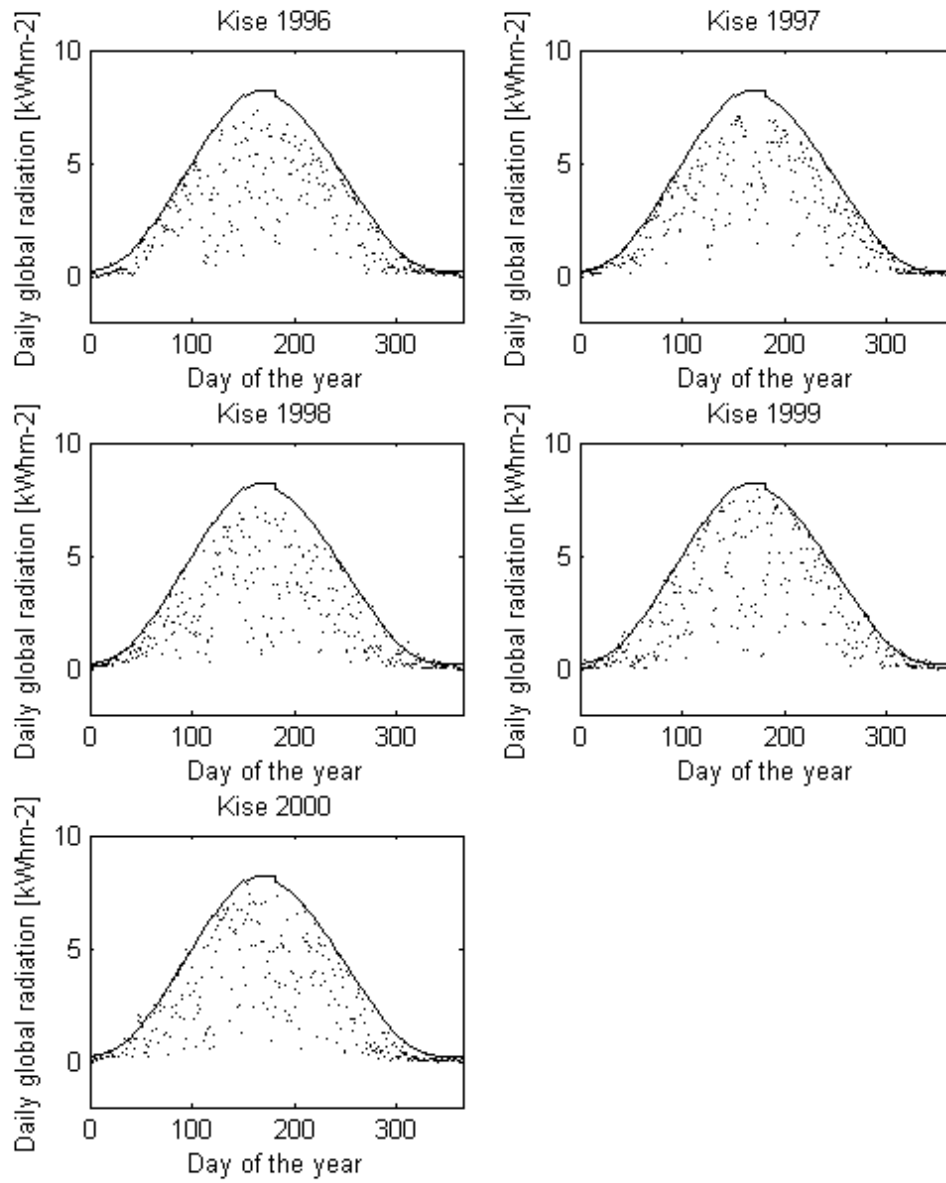 Kise 1996
Daily global radiation [kWhm-2]
10
5
0
0 100 200 300
Day of the year
Kise 1997
Daily global radiation [kWhm-2]
10
5
0
0 100 200 300
Day of the year
Kise 1998
Daily global radiation [kWhm-2]
10
5
0
0 100 200 300
Day of the year
Kise 1999
Daily global radiation [kWhm-2]
10
5
0
0 100 200 300
Day of the year
Kise 2000
Daily global radiation [kWhm-2]
10
5
0
0 100 200 300
Day of the year